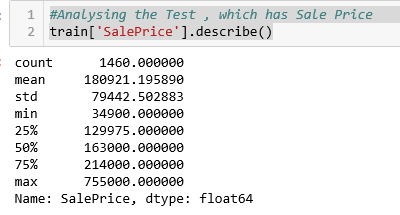 1 #Analysing the Test , which has Sale Price
2 train['SalePrice'].describe()
count 1460.000000
mean 180921.195890
std 79442.502883
min 34900.000000
25% 129975.000000
50% 163000.000000
75% 214000.000000
max 755000.000000
Name: SalePrice, dtype: float64